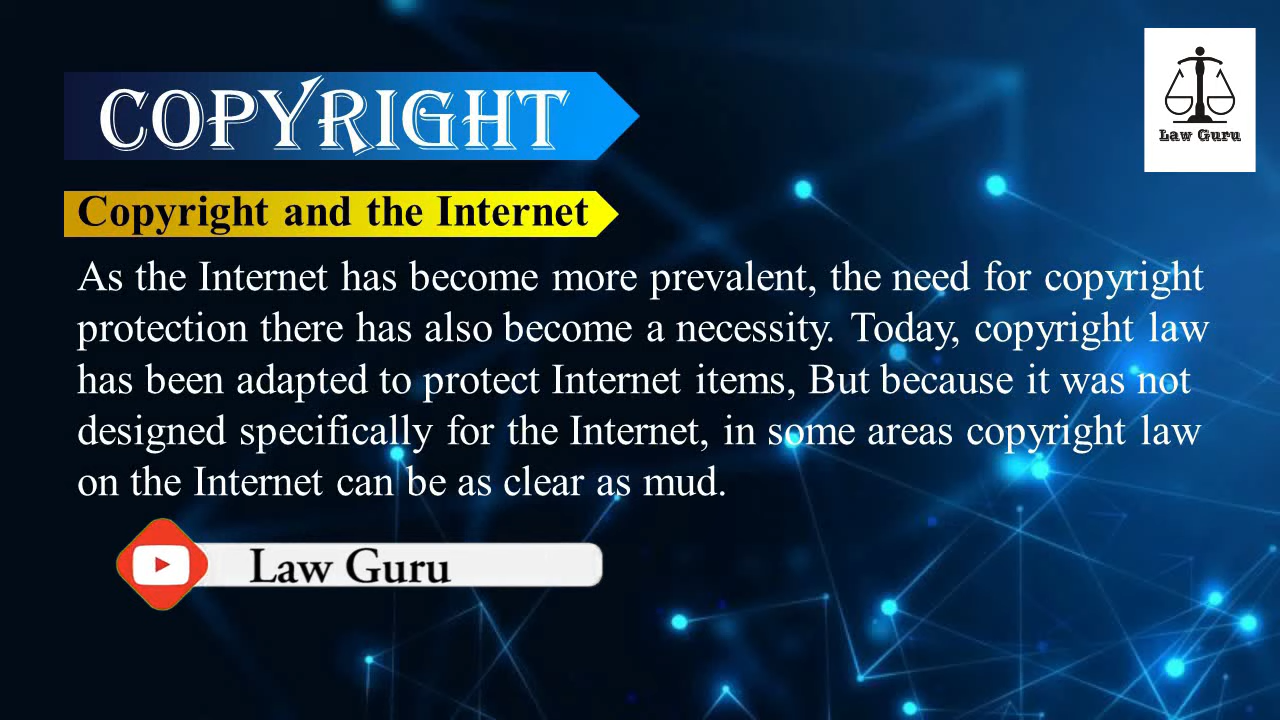 COPYRIGHT
Law Guru
Copyright and the Internet
As the Internet has become more prevalent, the need for copyright
protection there has also become a necessity. Today, copyright law
has been adapted to protect Internet items, But because it was not
designed specifically for the Internet, in some areas copyright law
on the Internet can be as clear as mud.
Law Guru